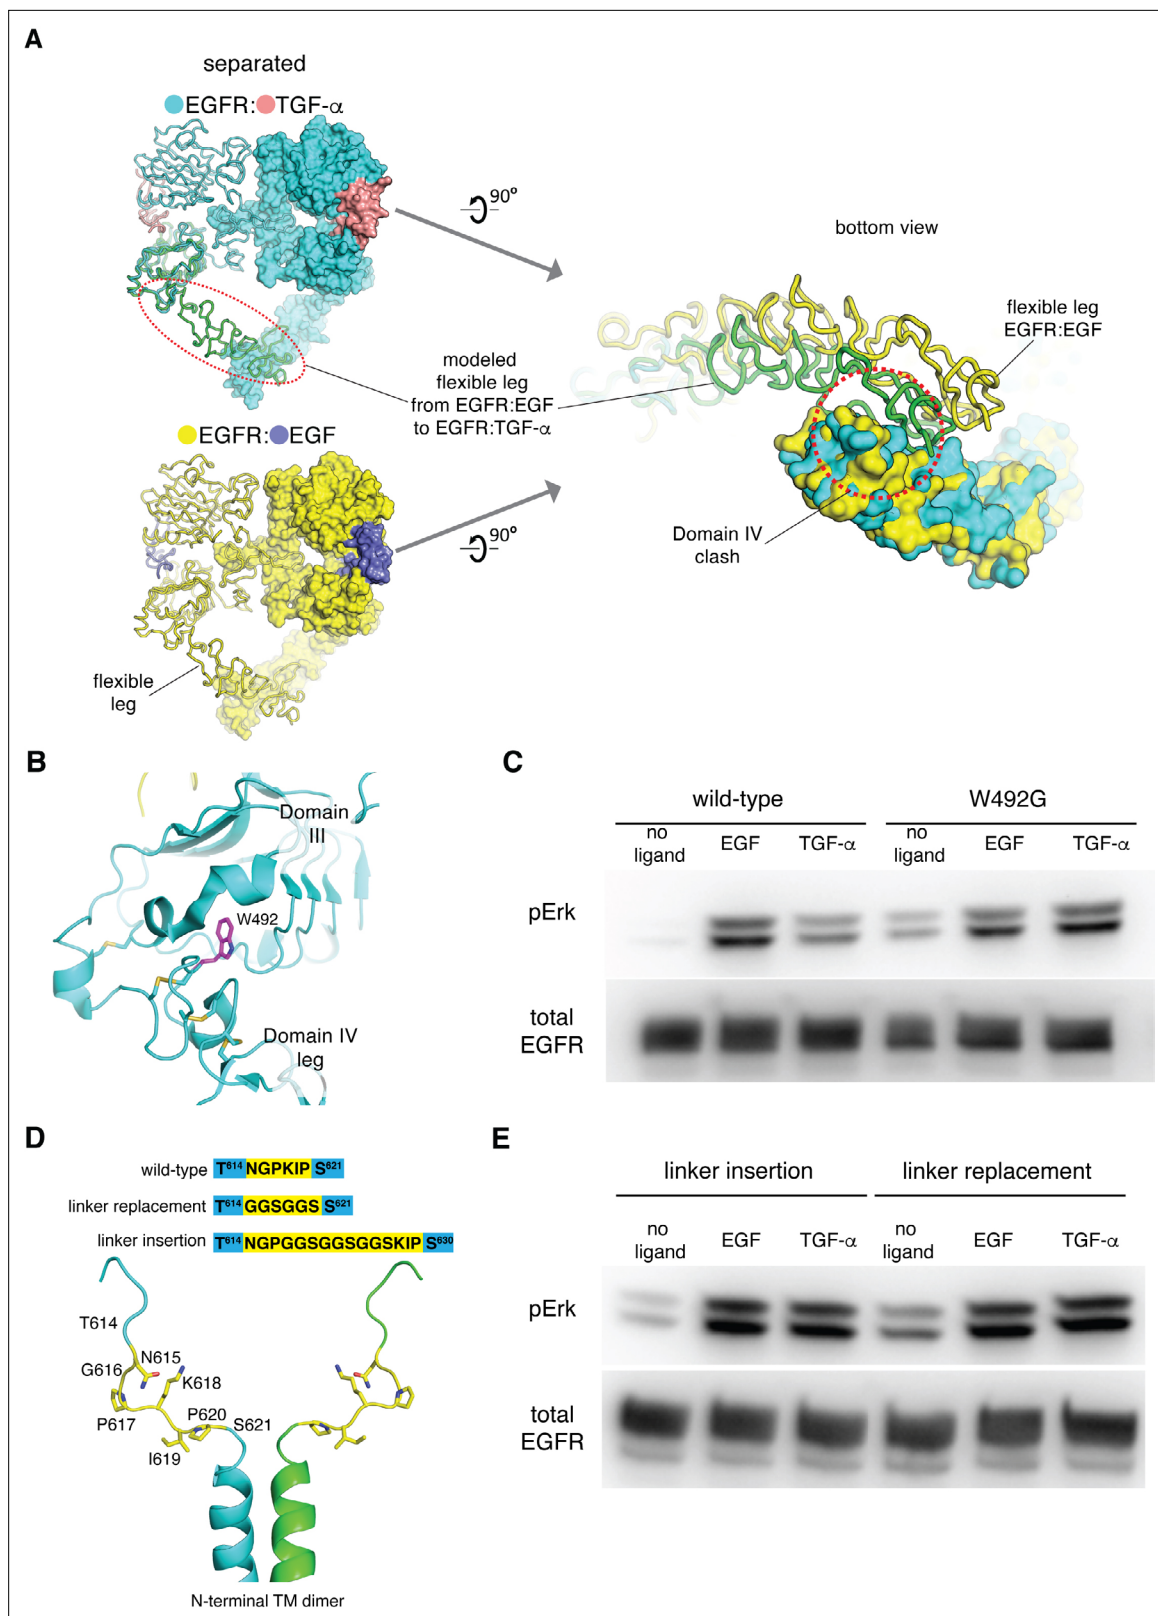 A
separated
EGFR: TGF-α
90°
bottom view
flexible leg
EGFR:EGF
modeled
flexible leg
from EGFR:EGF
to EGFR:TGF-α
EGFR: EGF
90°
Domain IV
clash
flexible
leg
B
Domain
III
W492
Domain IV
leg
C
wild-type W492G
no
ligand EGF TGF-α no
ligand EGF TGF-α
pErk
total
EGFR
D
wild-type T614 NGPKIP S621
linker replacement T614 GGSGGS S621
linker insertion T614 NGPGGSGGSGGSKIP S630
T614
N615
G616
K618
P617
P620
S621
I619
N-terminal TM dimer
E
linker insertion linker replacement
no
ligand EGF TGF-α no
ligand EGF TGF-α
pErk
total
EGFR